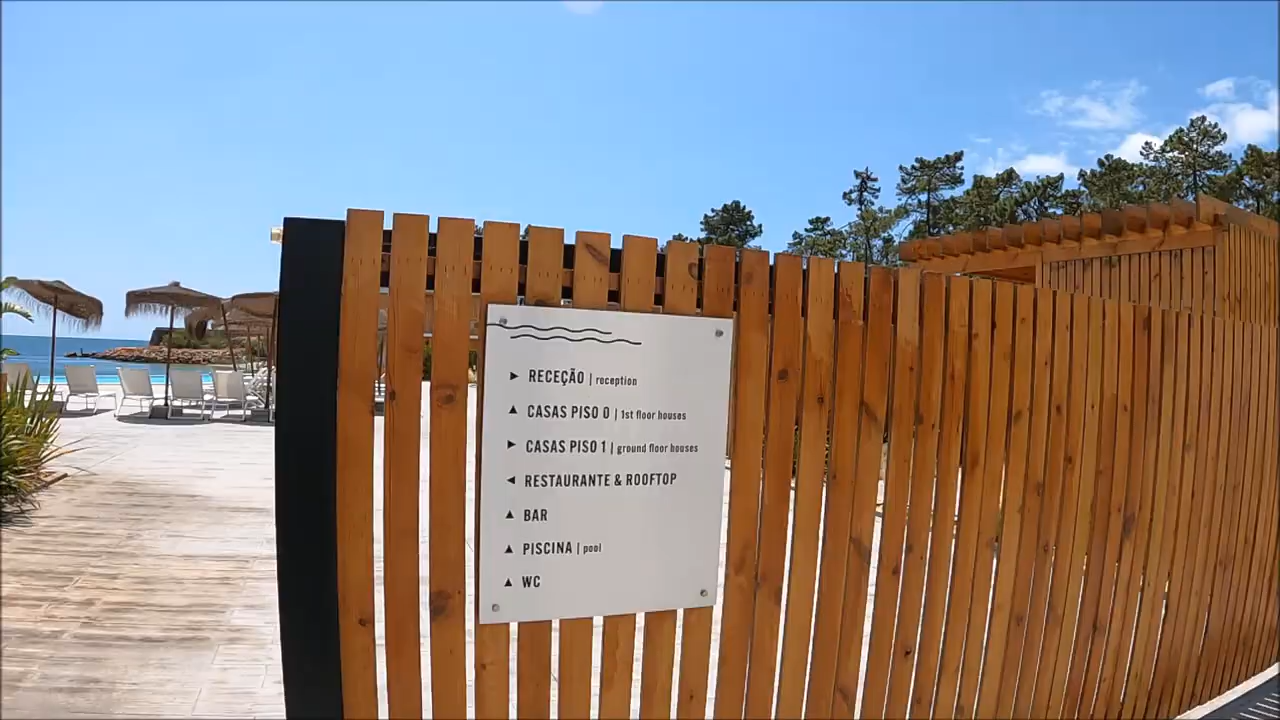 ▶ RECEÇÃO | reception
▲ CASAS PISO 0 | 1st floor houses
▶ CASAS PISO 1 | ground floor houses
◀ RESTAURANTE & ROOFTOP
▲ BAR
▲ PISCINA | pool
▲ WC